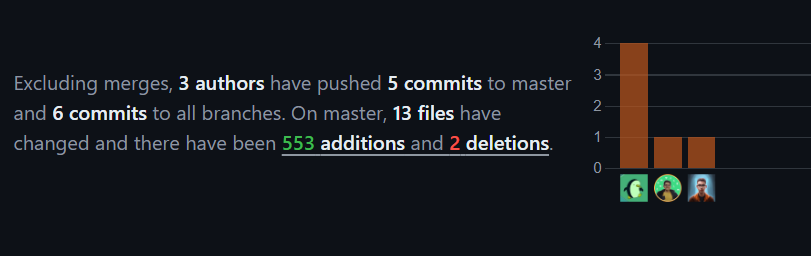 Excluding merges, 3 authors have pushed 5 commits to master
and 6 commits to all branches. On master, 13 files have
changed and there have been 553 additions and 2 deletions.
4
3
2
1
0